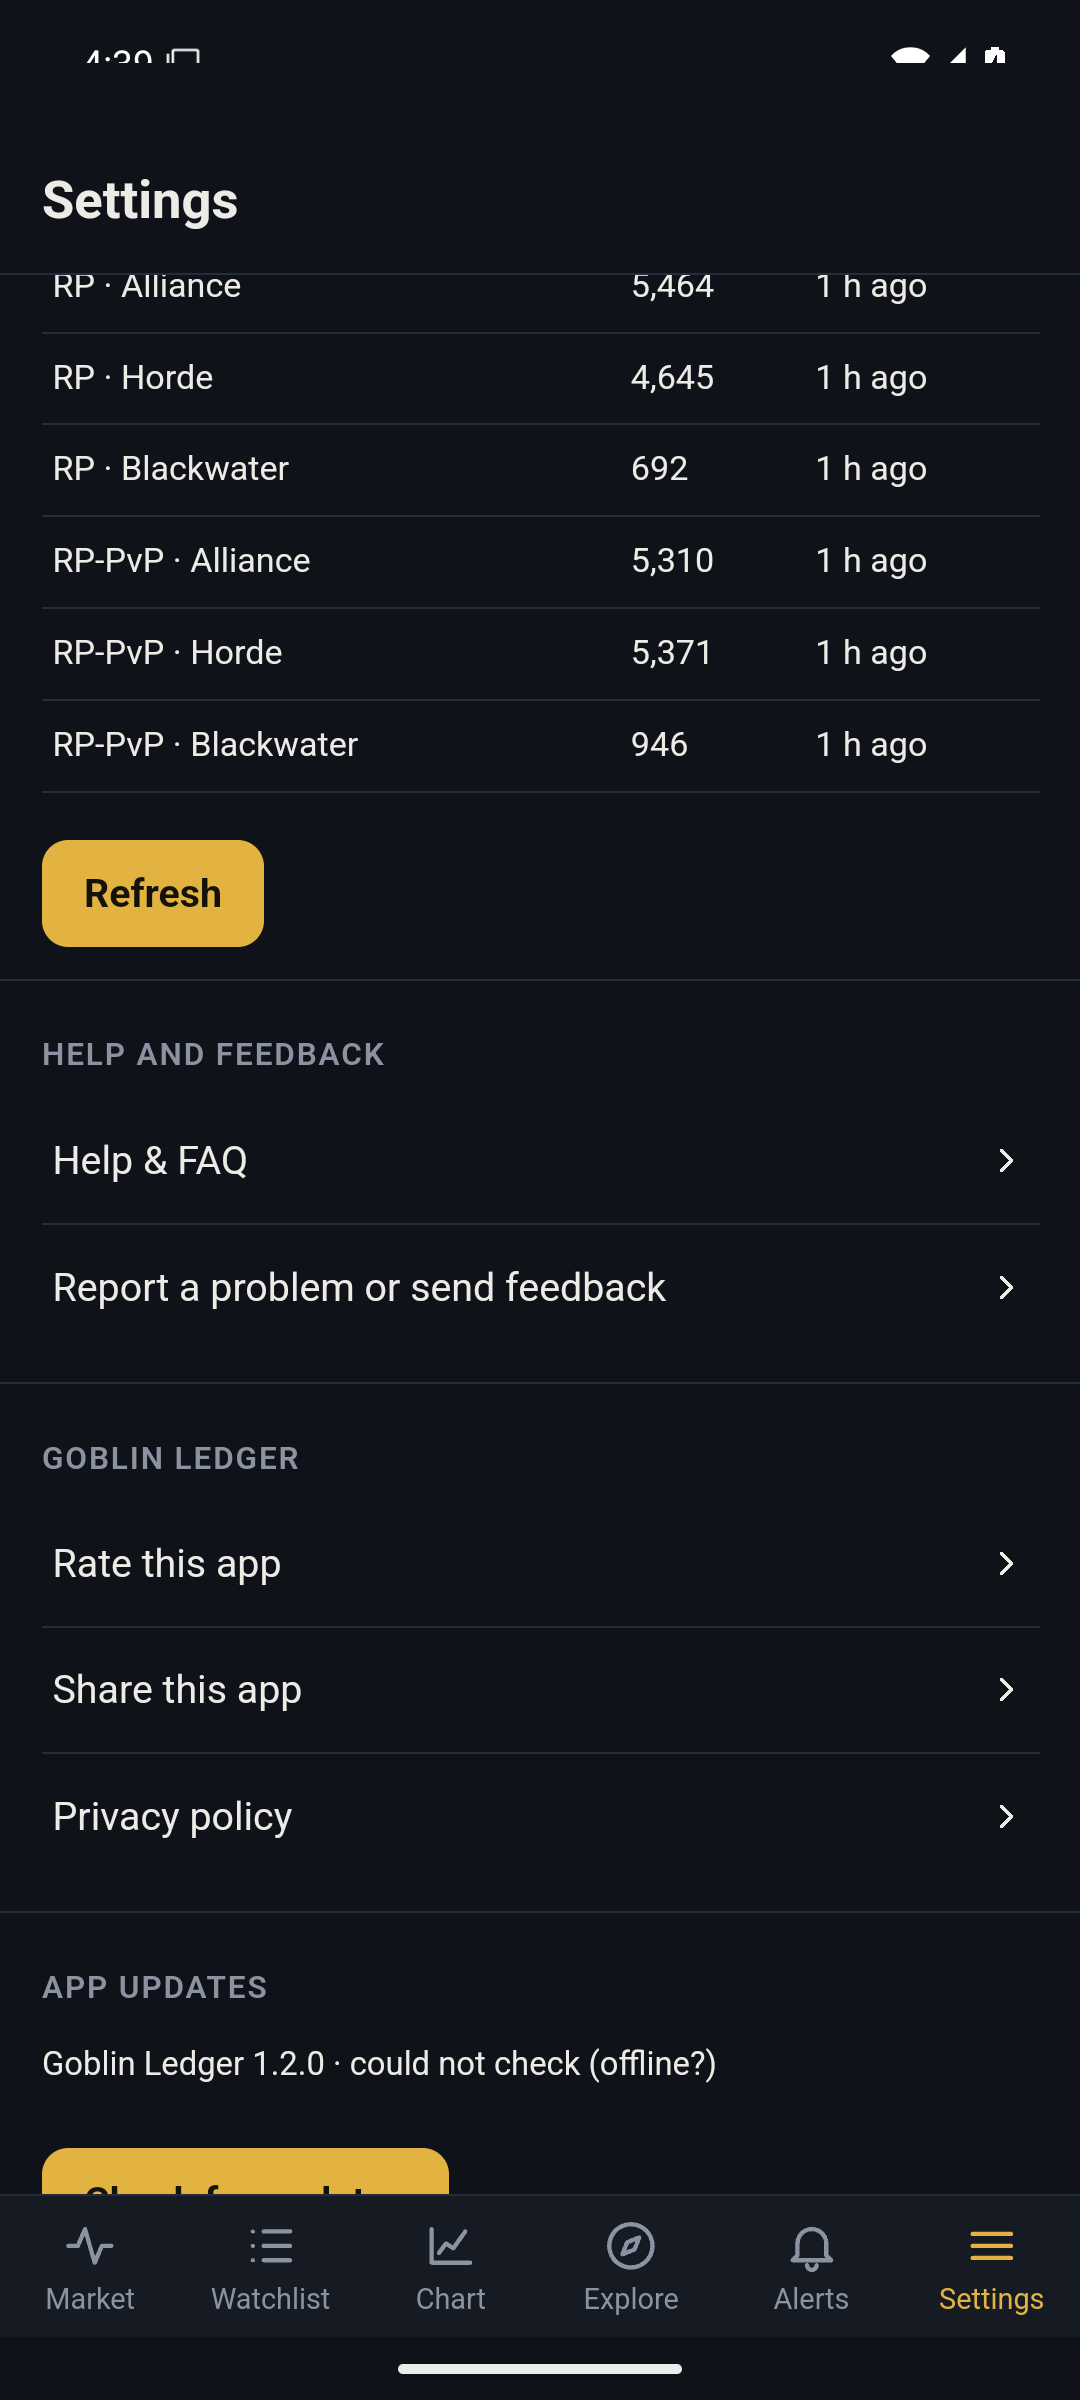 4:39
Settings
RP · Alliance 5,464 1 h ago
RP · Horde 4,645 1 h ago
RP · Blackwater 692 1 h ago
RP-PvP · Alliance 5,310 1 h ago
RP-PvP · Horde 5,371 1 h ago
RP-PvP · Blackwater 946 1 h ago
Refresh
HELP AND FEEDBACK
Help & FAQ
Report a problem or send feedback
GOBLIN LEDGER
Rate this app
Share this app
Privacy policy
APP UPDATES
Goblin Ledger 1.2.0 · could not check (offline?)
Market Watchlist Chart Explore Alerts Settings